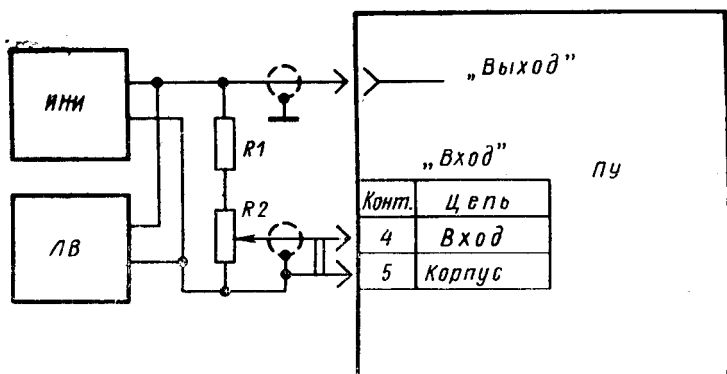 „Выход"
ИНИ
R1
„Вход"
ПУ
Конт. Цепь
R2
4 Вход
ЛВ
5 Корпус